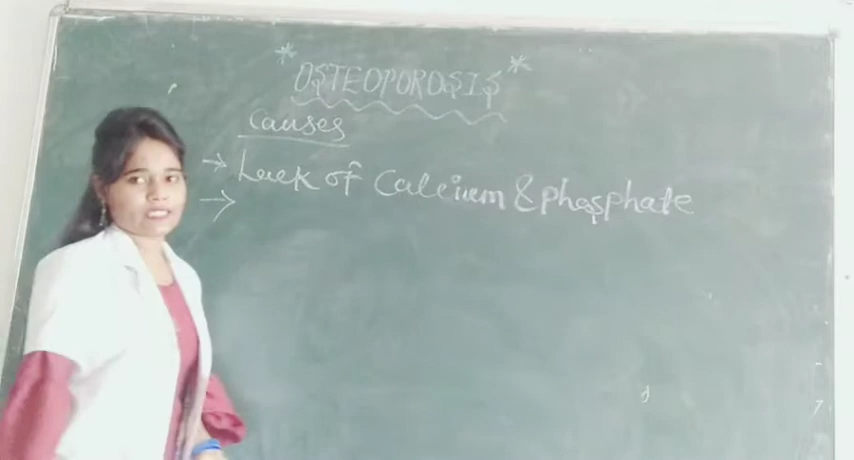 * OSTEOPOROSIS *
Causes
→ Lack of Calcium & phosphate
→